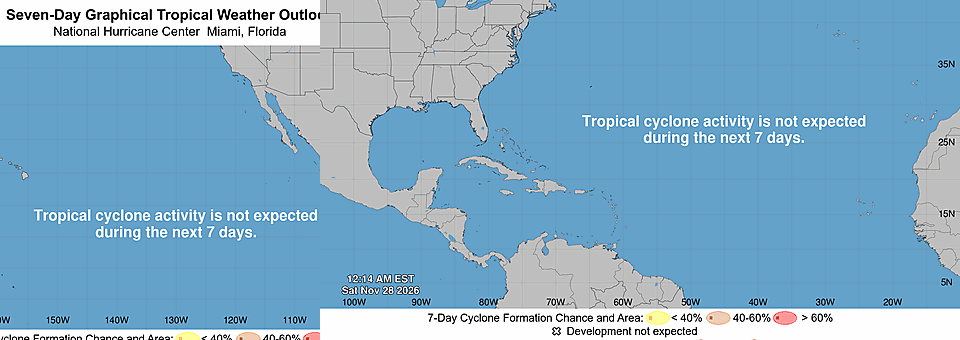 Seven-Day Graphical Tropical Weather Outloo
National Hurricane Center Miami, Florida
35N
Tropical cyclone activity is not expected
during the next 7 days.
25N
Tropical cyclone activity is not expected
during the next 7 days.
15N
12:14 AM EST
Sat Nov 28 2026
5N
100W 90W 80W 70W 60W 50W 40W 30W 20W
0W 150W 140W 130W 120W 110W
7-Day Cyclone Formation Chance and Area: < 40% 40-60% > 60%
Development not expected
clone Formation Chance and Area: < 40% 40-60%